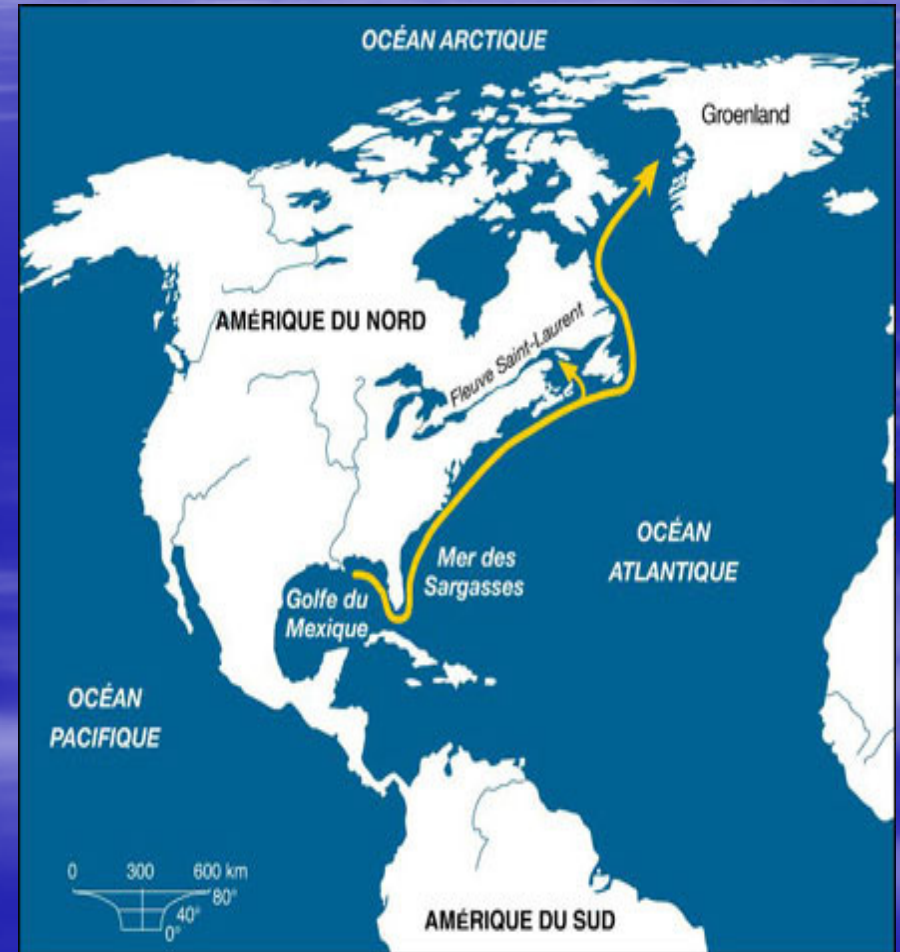 OCÉAN ARCTIQUE
Groenland
AMÉRIQUE DU NORD
Fleuve Saint-Laurent
OCÉAN
ATLANTIQUE
Mer des
Sargasses
Golfe du
Mexique
OCÉAN
PACIFIQUE
0 300 600 km
80°
40°
0°
AMÉRIQUE DU SUD